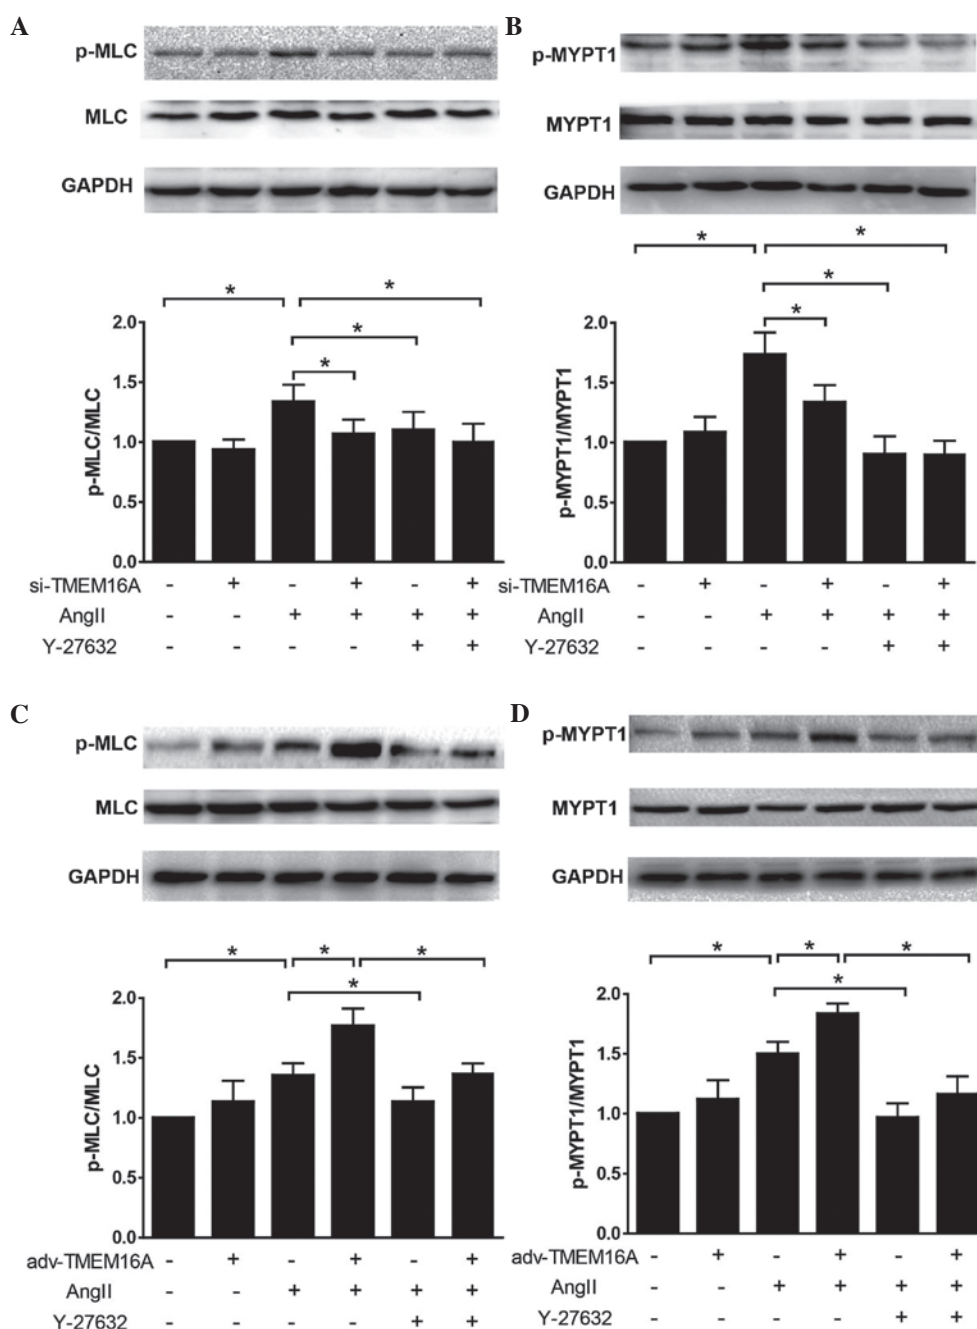 A
p-MLC
MLC
GAPDH
* *
*
*
2.0
1.5
1.0
0.5
0.0
p-MLC/MLC
si-TMEM16A - + - + - +
AngII - - + + + +
Y-27632 - - - - + +
B
p-MYPT1
MYPT1
GAPDH
* *
*
*
2.0
1.5
1.0
0.5
0.0
p-MYPT1/MYPT1
si-TMEM16A - + - + - +
AngII - - + + + +
Y-27632 - - - - + +
C
p-MLC
MLC
GAPDH
* * *
*
2.0
1.5
1.0
0.5
0.0
p-MLC/MLC
adv-TMEM16A - + - + - +
AngII - - + + + +
Y-27632 - - - - + +
D
p-MYPT1
MYPT1
GAPDH
* * *
*
2.0
1.5
1.0
0.5
0.0
p-MYPT1/MYPT1
adv-TMEM16A - + - + - +
AngII - - + + + +
Y-27632 - - - - + +